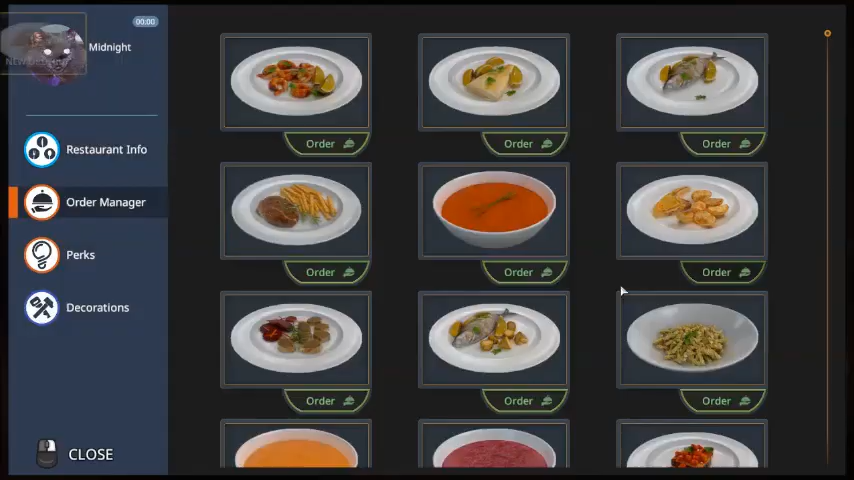 00:00
Midnight
Restaurant Info
Order Manager
Perks
Decorations
CLOSE
Order
Order
Order
Order
Order
Order
Order
Order
Order